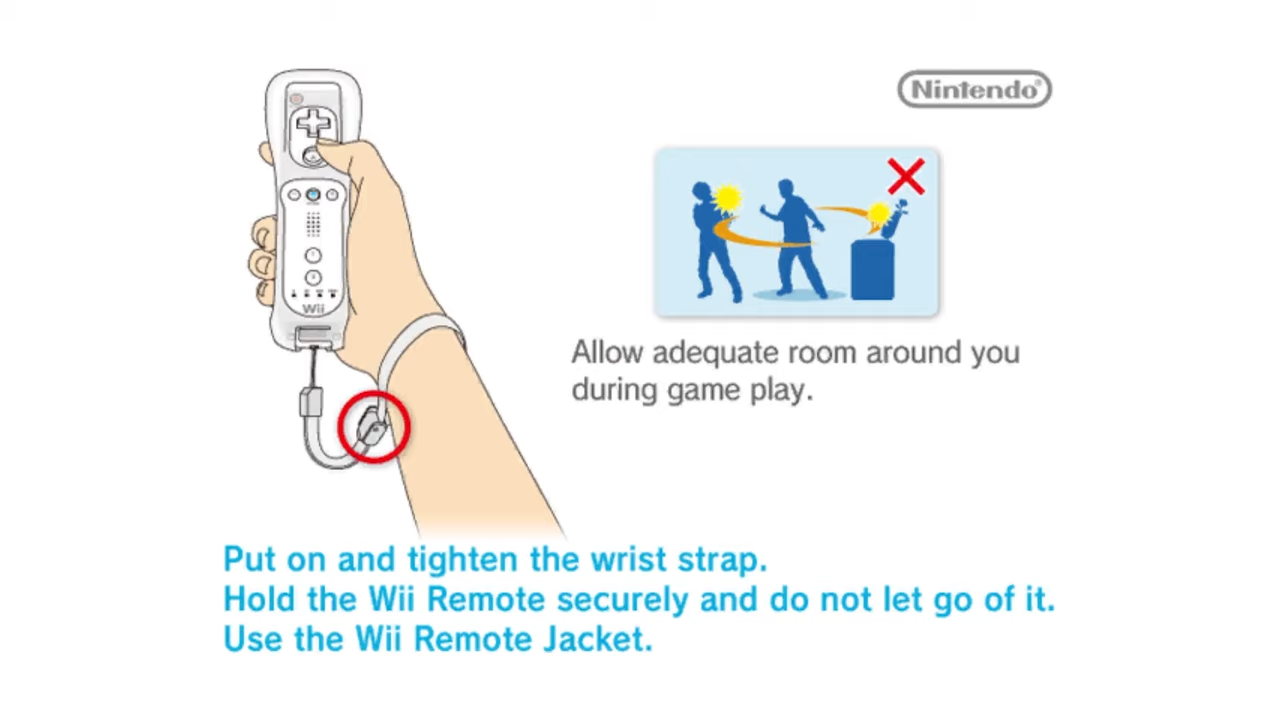 Nintendo®
Allow adequate room around you
during game play.
Wii
Put on and tighten the wrist strap.
Hold the Wii Remote securely and do not let go of it.
Use the Wii Remote Jacket.